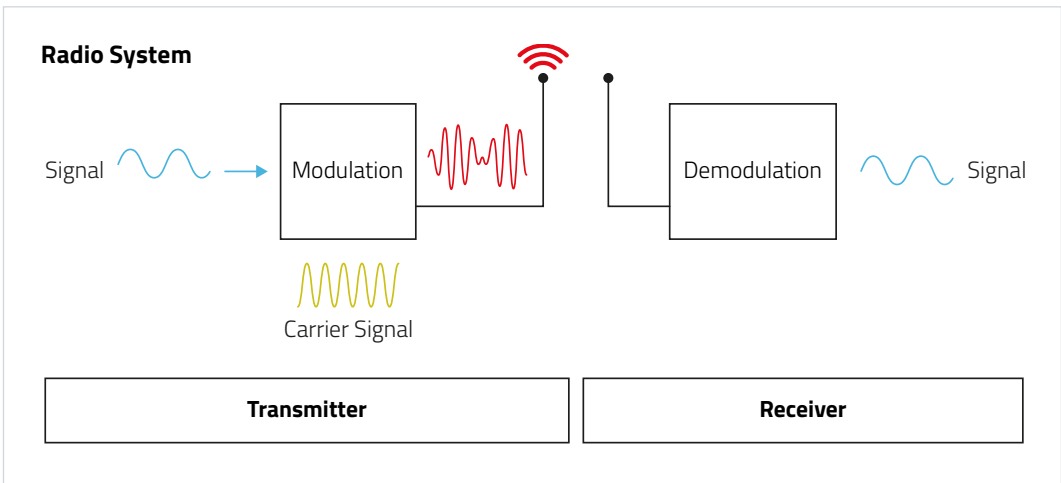 Radio System
Signal
Modulation
Demodulation
Signal
Carrier Signal
Transmitter
Receiver